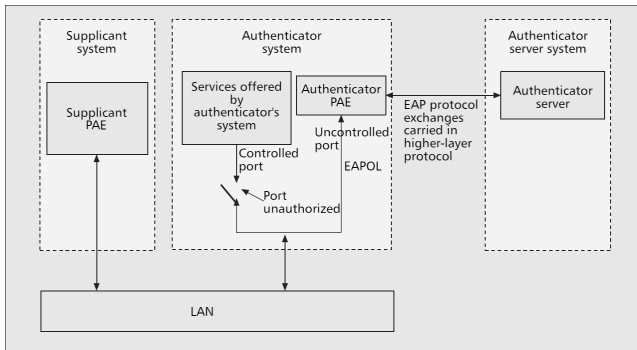 Supplicant
system
Authenticator
system
Authenticator
server system
Supplicant
PAE
Services offered
by
authenticator's
system
Authenticator
PAE
Authenticator
server
EAP protocol
exchanges
carried in
higher-layer
protocol
Uncontrolled
port
Controlled
port
EAPOL
Port
unauthorized
LAN